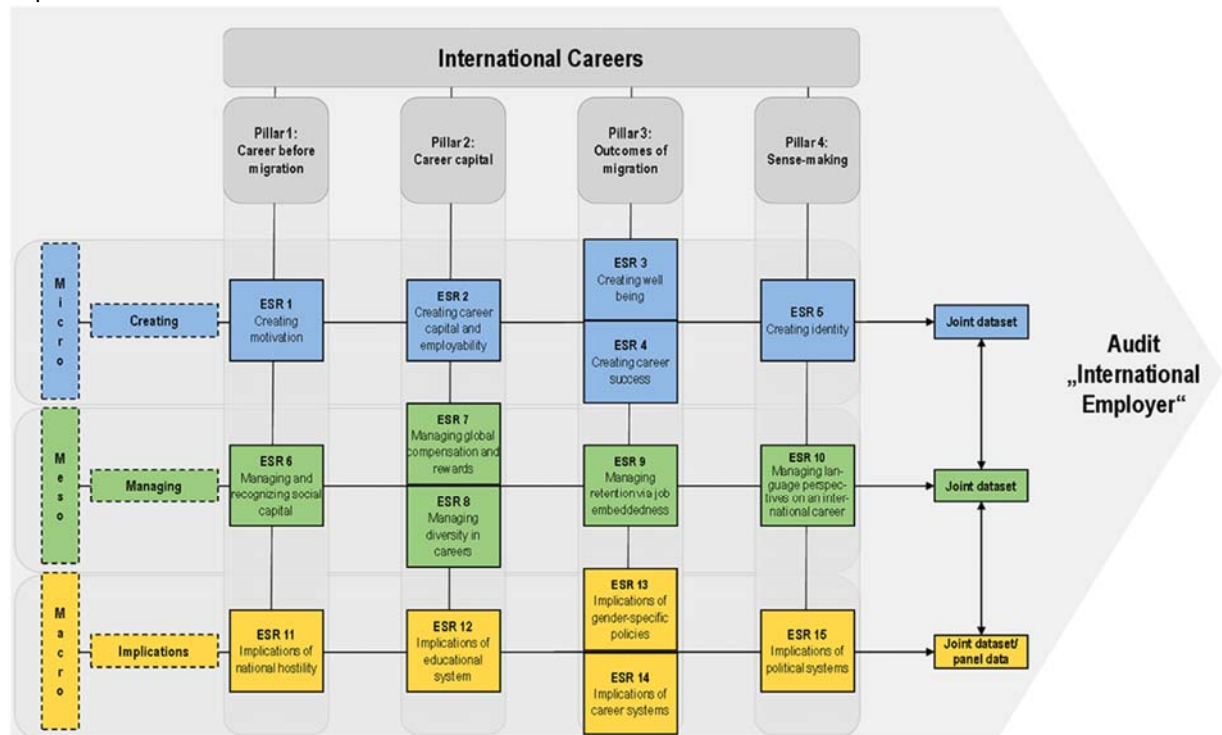 International Careers
Pillar 1:
Career before
migration
Pillar 2:
Career capital
Pillar 3:
Outcomes of
migration
Pillar 4:
Sense-making
Micro
Creating
ESR 1
Creating
motivation
ESR 2
Creating career
capital and
employability
ESR 3
Creating well
being
ESR 4
Creating career
success
ESR 5
Creating identity
Joint dataset
Meso
Managing
ESR 6
Managing and
recognizing social
capital
ESR 7
Managing global
compensation and
rewards
ESR 8
Managing
diversity in
careers
ESR 9
Managing
retention via job
embeddedness
ESR 10
Managing lan-
guage perspec-
tives on an inter-
national career
Joint dataset
Macro
Implications
ESR 11
Implications of
national hostility
ESR 12
Implications of
educational
system
ESR 13
Implications of
gender-specific
policies
ESR 14
Implications of
career systems
ESR 15
Implications of
political systems
Joint dataset/
panel data
Audit
„International
Employer“